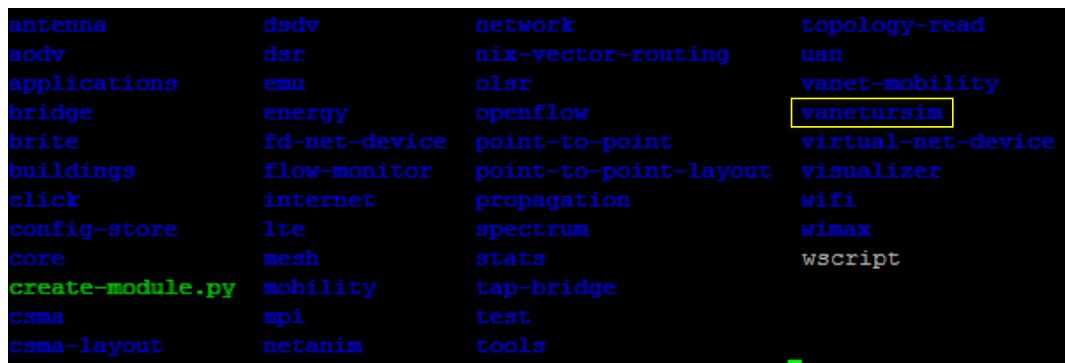 antenna dsdv network topology-read
aodv dsr nix-vector-routing uan
applications emu olsr vanet-mobility
bridge energy openflow vanetursim
brite fd-net-device point-to-point virtual-net-device
buildings flow-monitor point-to-point-layout visualizer
click internet propagation wifi
config-store lte spectrum wimax
core mesh stats wscript
create-module.py mobility tap-bridge
csma mpi test
csma-layout netanim tools